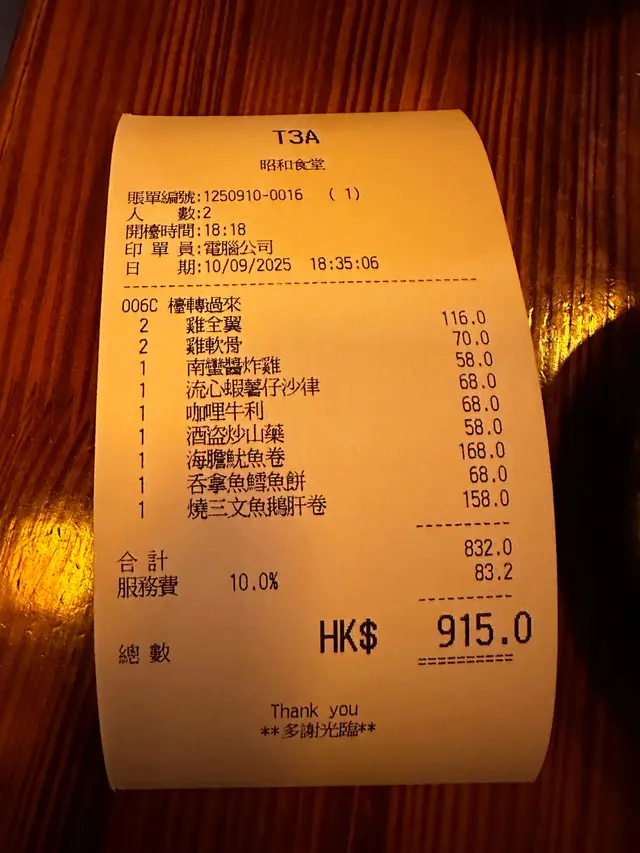 T3A
昭和食堂
賬單編號:1250910-0016 (1)
人 數:2
開檯時間:18:18
印單員:電腦公司
日 期:10/09/2025 18:35:06
006C 檯轉過來
2 雞全翼 116.0
2 雞軟骨 70.0
1 南蠻醬炸雞 58.0
1 流心蝦薯仔沙律 68.0
1 咖哩牛利 68.0
1 酒盜炒山藥 58.0
1 海膽魷魚卷 168.0
1 吞拿魚鱈魚餅 68.0
1 燒三文魚鵝肝卷 158.0
合計 832.0
服務費 10.0% 83.2
總數 HK$ 915.0
Thank you
**多謝光臨**